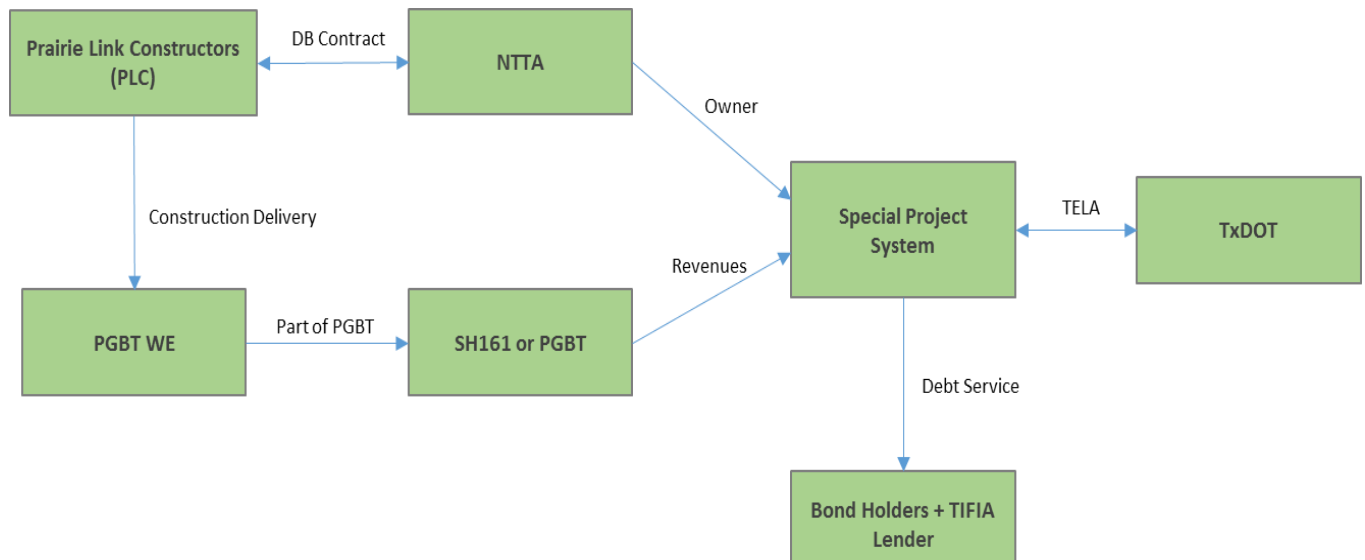 Prairie Link Constructors
(PLC)
DB Contract
NTTA
Owner
Special Project
System
TELA
TxDOT
Construction Delivery
Revenues
PGBT WE
Part of PGBT
SH161 or PGBT
Debt Service
Bond Holders + TIFIA
Lender